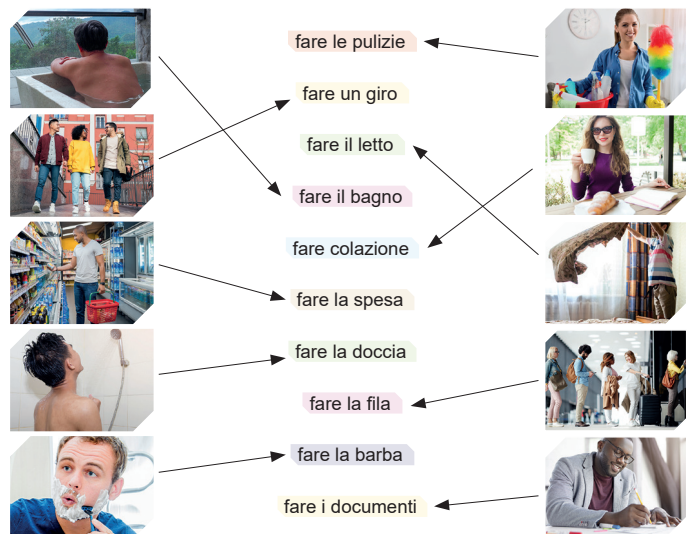 fare le pulizie
fare un giro
fare il letto
fare il bagno
fare colazione
fare la spesa
fare la doccia
fare la fila
fare la barba
fare i documenti